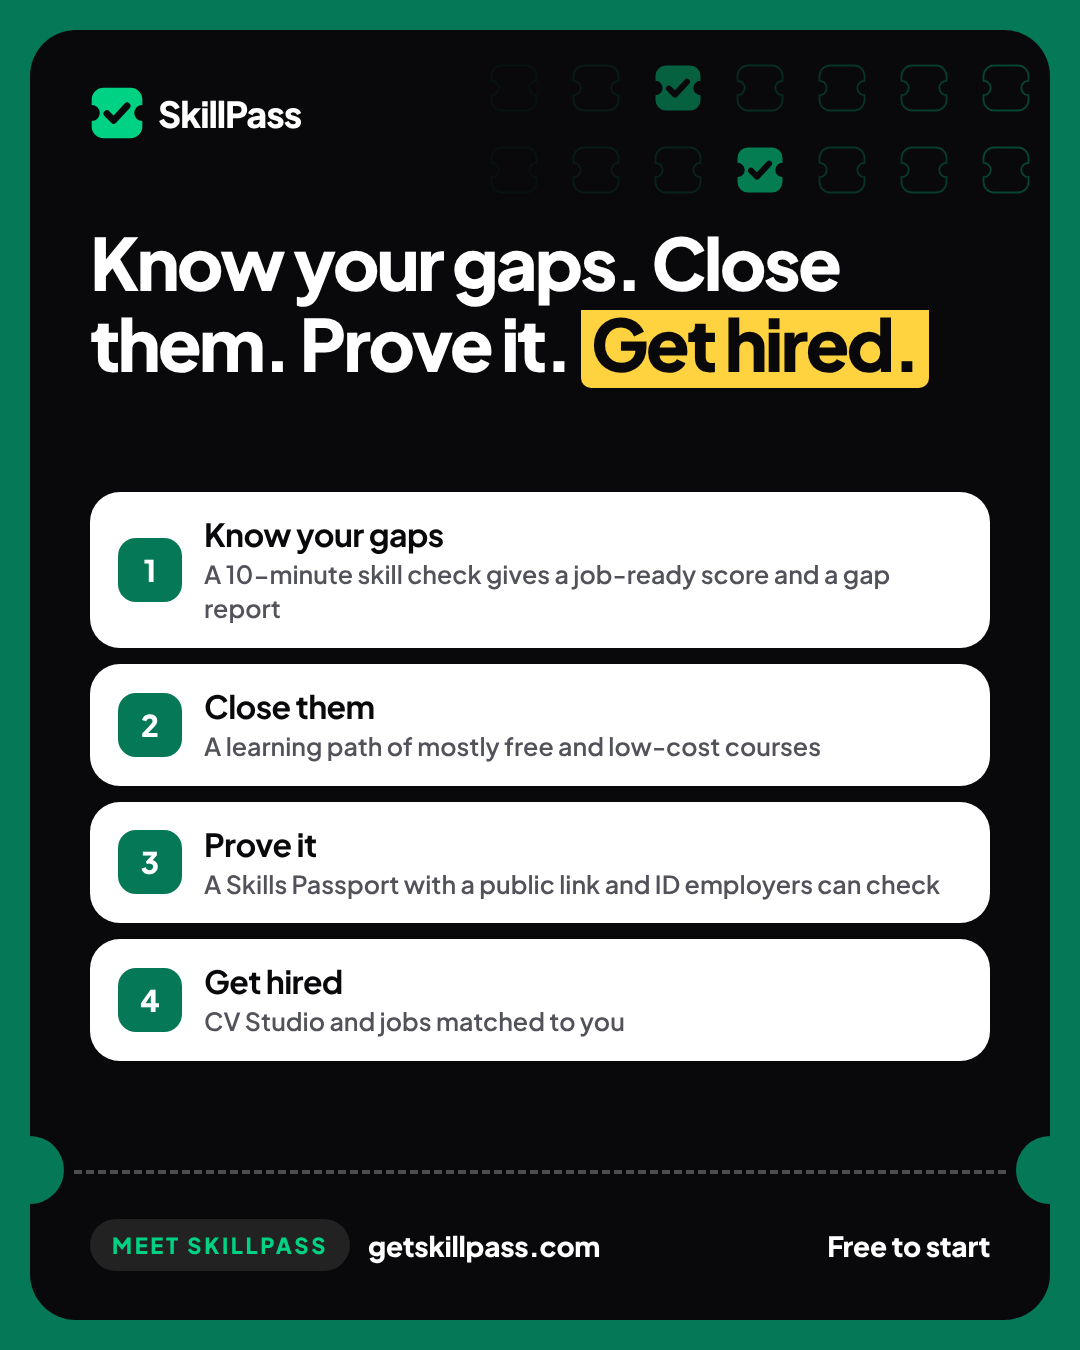 SkillPass
Know your gaps. Close
them. Prove it. Get hired.
1
Know your gaps
A 10-minute skill check gives a job-ready score and a gap
report
2
Close them
A learning path of mostly free and low-cost courses
3
Prove it
A Skills Passport with a public link and ID employers can check
4
Get hired
CV Studio and jobs matched to you
MEET SKILLPASS getskillpass.com Free to start